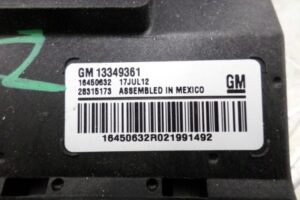 GM 13349361
16450632 17JUL12
28315173 ASSEMBLED IN MEXICO
GM
16450632R021991492